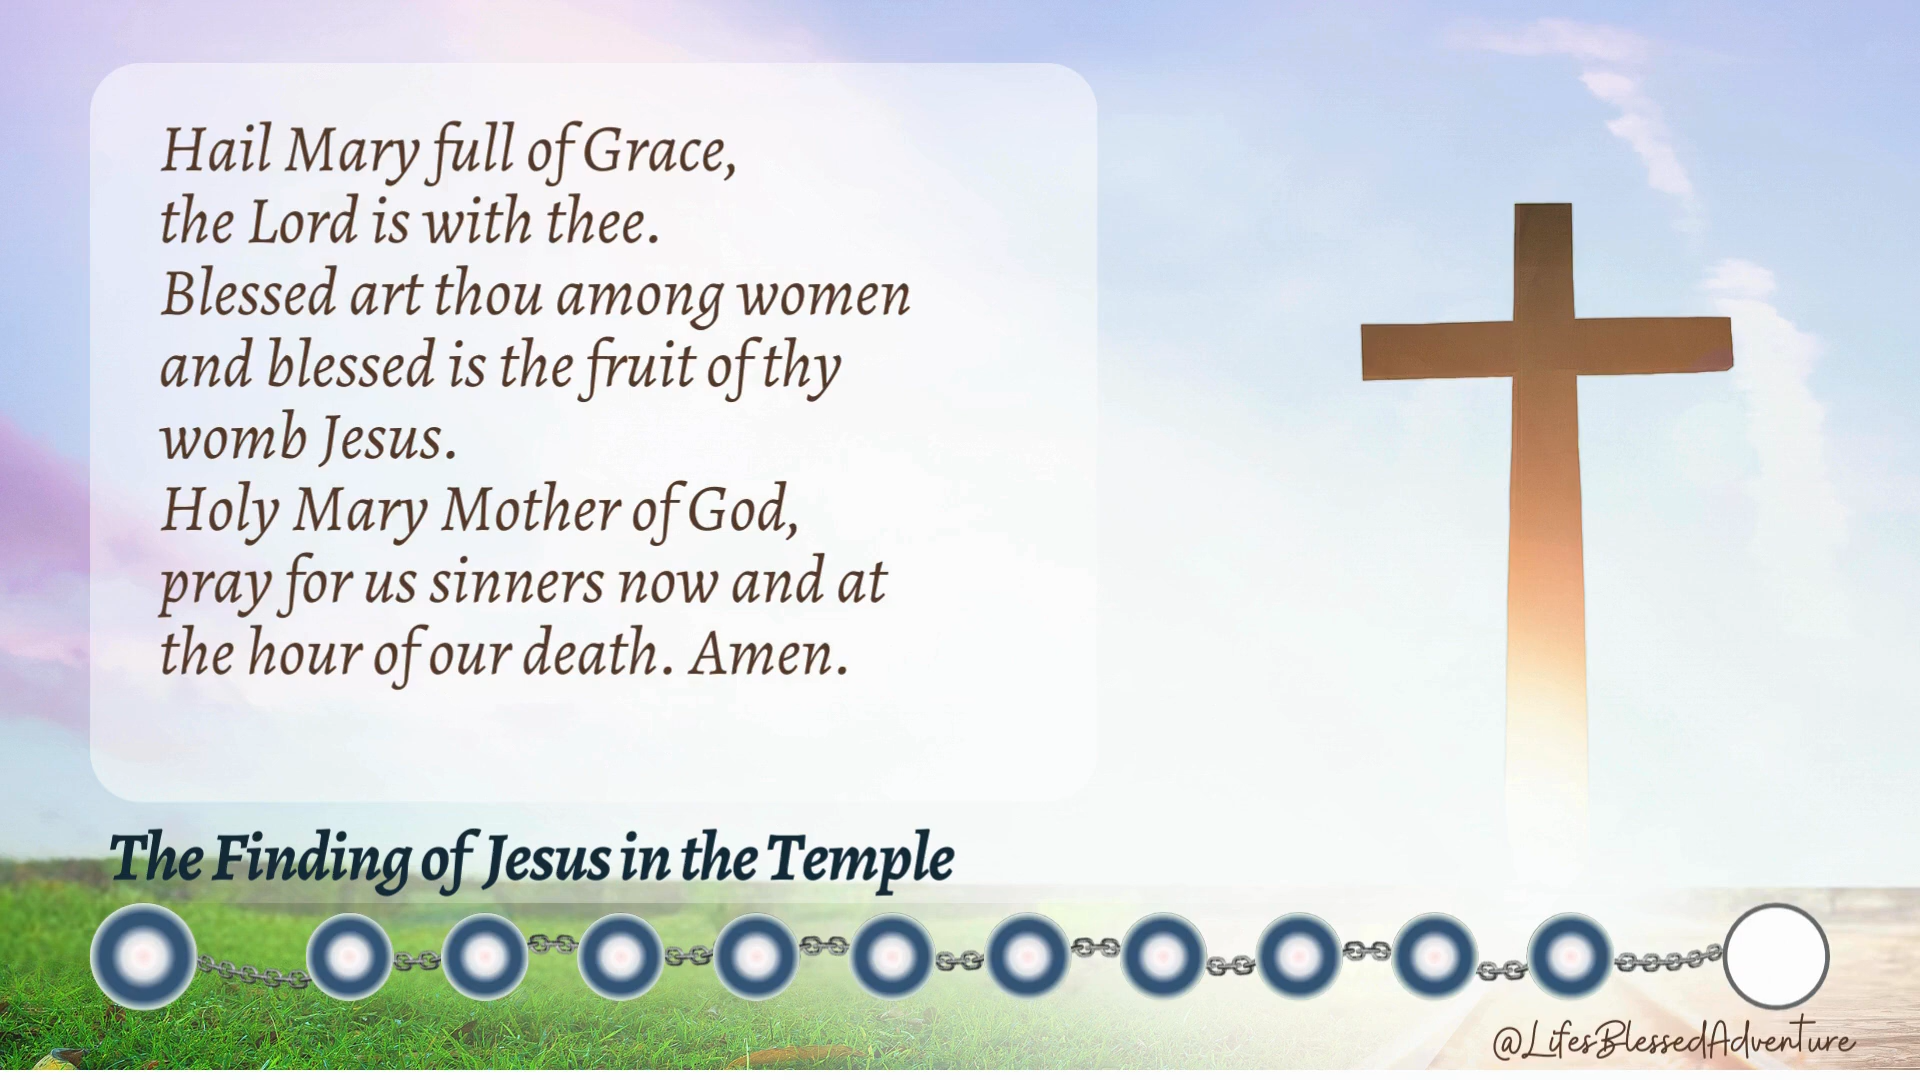 Hail Mary full of Grace,
the Lord is with thee.
Blessed art thou among women
and blessed is the fruit of thy
womb Jesus.
Holy Mary Mother of God,
pray for us sinners now and at
the hour of our death. Amen.
The Finding of Jesus in the Temple
@LifesBlessedAdventure